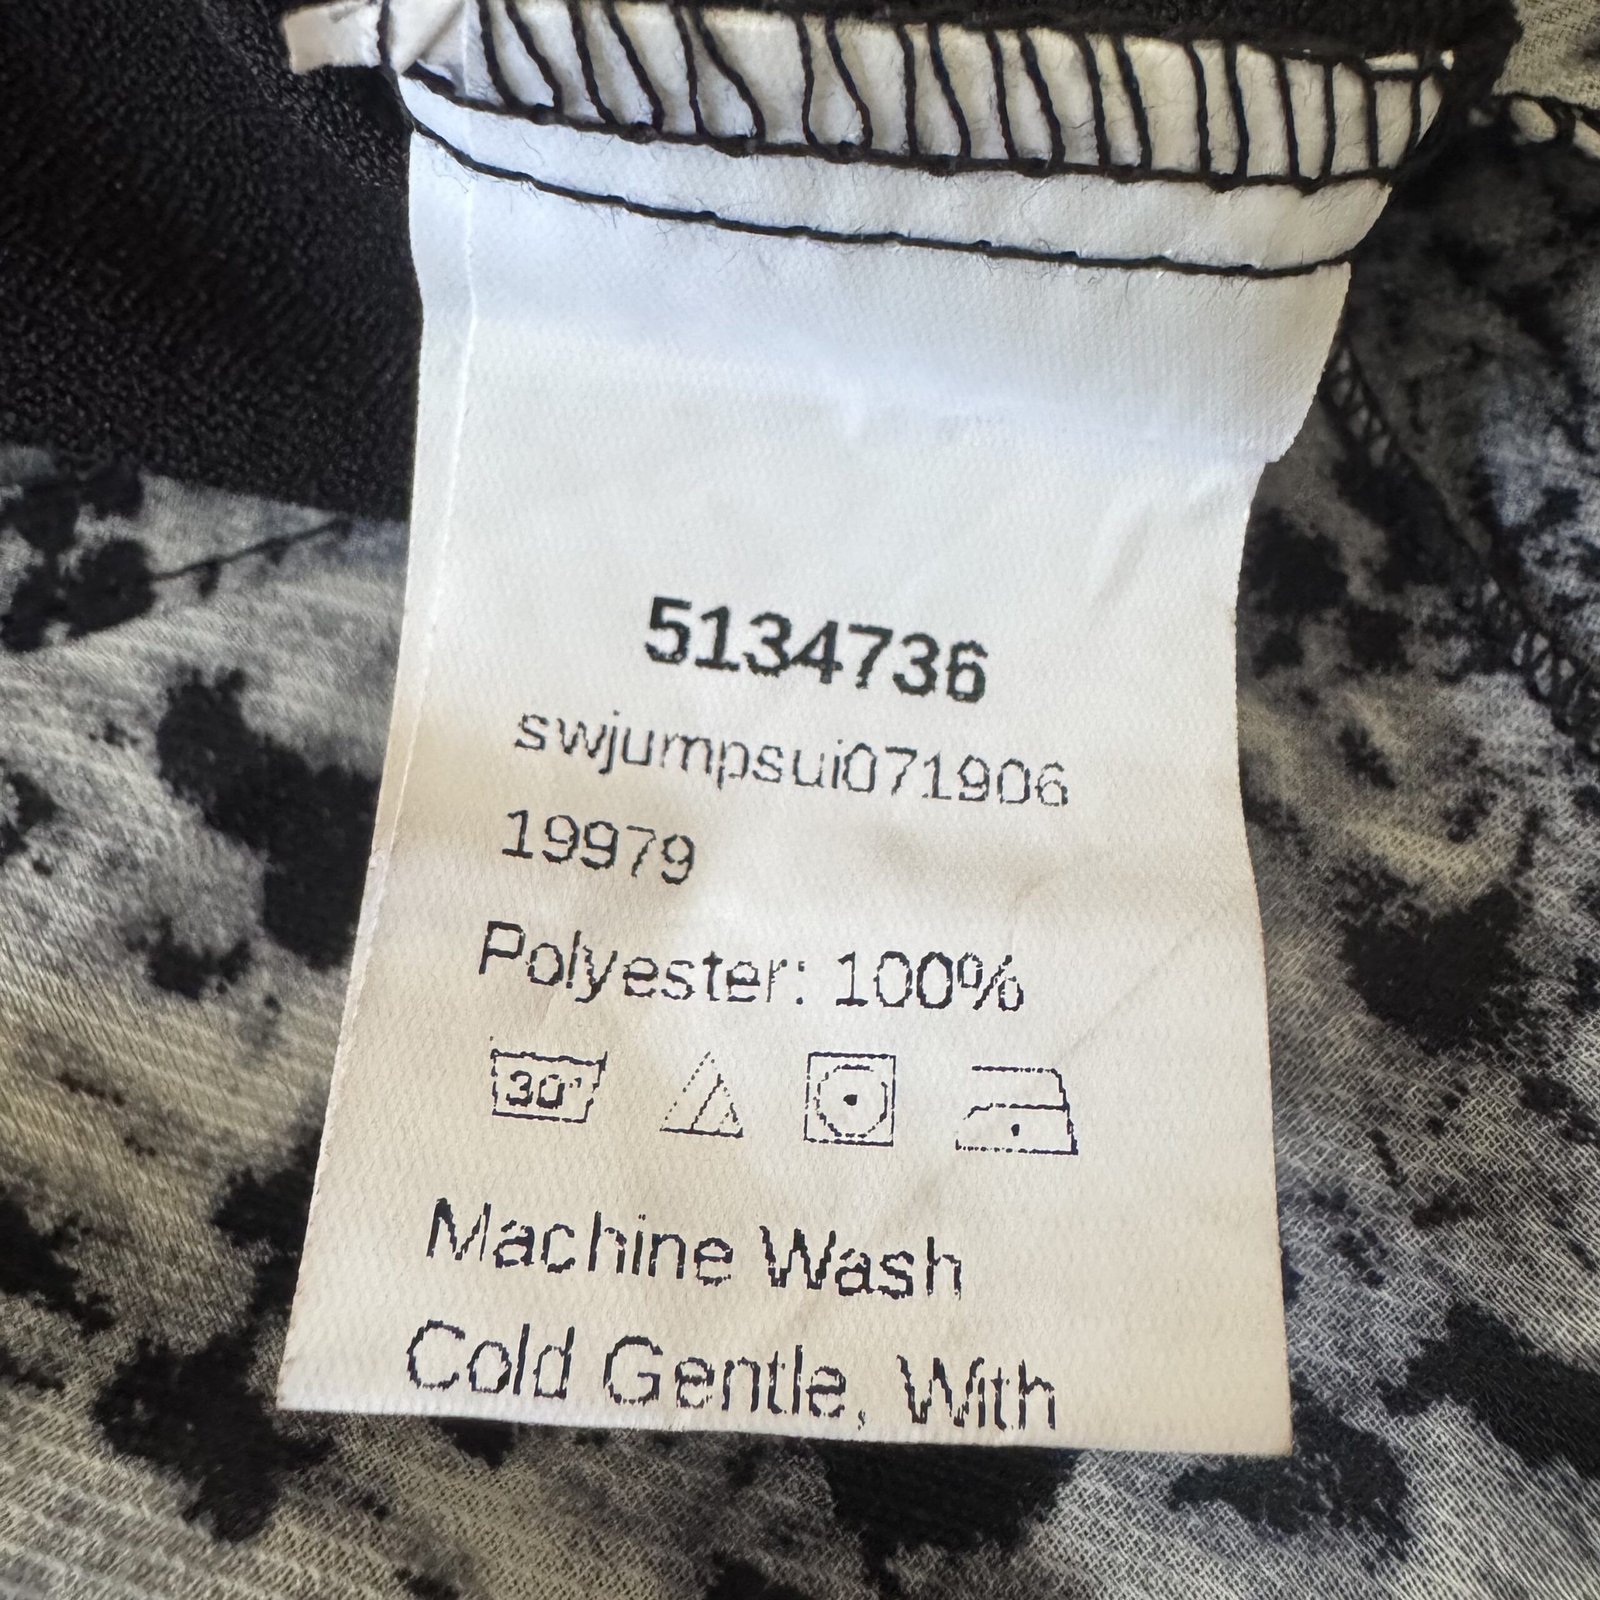 5134736
swjumpsui071906
19979
Polyester: 100%
30°
Machine Wash
Cold Gentle, With